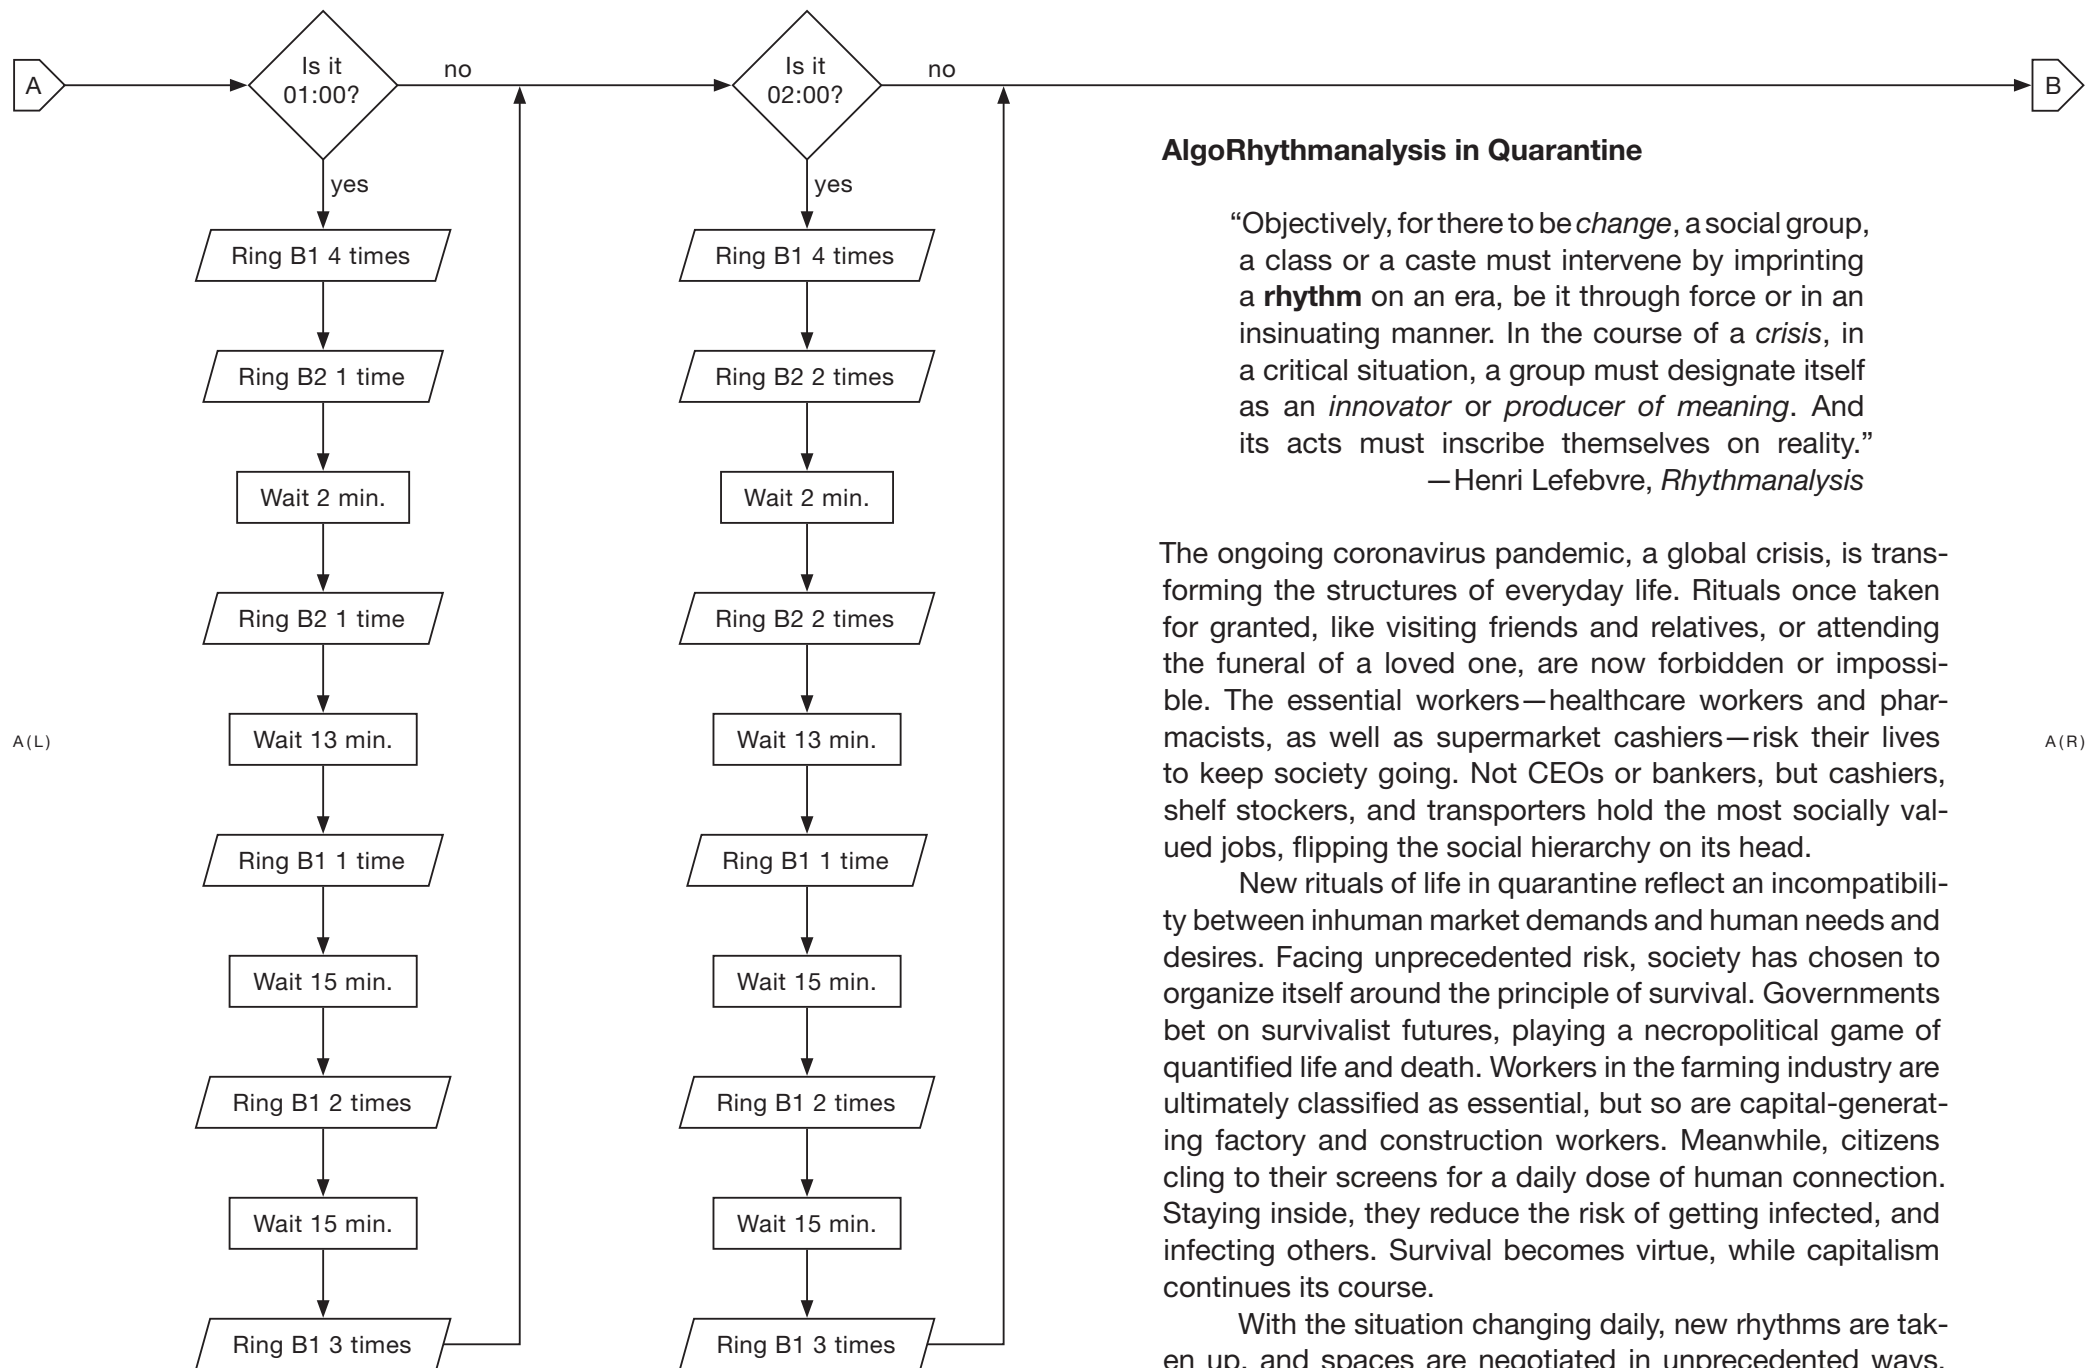 A
Is it
01:00?
no
yes
Ring B1 4 times
Ring B2 1 time
Wait 2 min.
Ring B2 1 time
Wait 13 min.
Ring B1 1 time
Wait 15 min.
Ring B1 2 times
Wait 15 min.
Ring B1 3 times
Is it
02:00?
no
yes
Ring B1 4 times
Ring B2 2 times
Wait 2 min.
Ring B2 2 times
Wait 13 min.
Ring B1 1 time
Wait 15 min.
Ring B1 2 times
Wait 15 min.
Ring B1 3 times
B
A(L)
A(R)
AlgoRhythmanalysis in Quarantine
“Objectively, for there to be change, a social group,
a class or a caste must intervene by imprinting
a rhythm on an era, be it through force or in an
insinuating manner. In the course of a crisis, in
a critical situation, a group must designate itself
as an innovator or producer of meaning. And
its acts must inscribe themselves on reality.”
—Henri Lefebvre, Rhythmanalysis
The ongoing coronavirus pandemic, a global crisis, is trans-
forming the structures of everyday life. Rituals once taken
for granted, like visiting friends and relatives, or attending
the funeral of a loved one, are now forbidden or impossi-
ble. The essential workers—healthcare workers and phar-
macists, as well as supermarket cashiers—risk their lives
to keep society going. Not CEOs or bankers, but cashiers,
shelf stockers, and transporters hold the most socially val-
ued jobs, flipping the social hierarchy on its head.
New rituals of life in quarantine reflect an incompatibili-
ty between inhuman market demands and human needs and
desires. Facing unprecedented risk, society has chosen to
organize itself around the principle of survival. Governments
bet on survivalist futures, playing a necropolitical game of
quantified life and death. Workers in the farming industry are
ultimately classified as essential, but so are capital-generat-
ing factory and construction workers. Meanwhile, citizens
cling to their screens for a daily dose of human connection.
Staying inside, they reduce the risk of getting infected, and
infecting others. Survival becomes virtue, while capitalism
continues its course.
With the situation changing daily, new rhythms are tak-
en up, and spaces are negotiated in unprecedented ways.